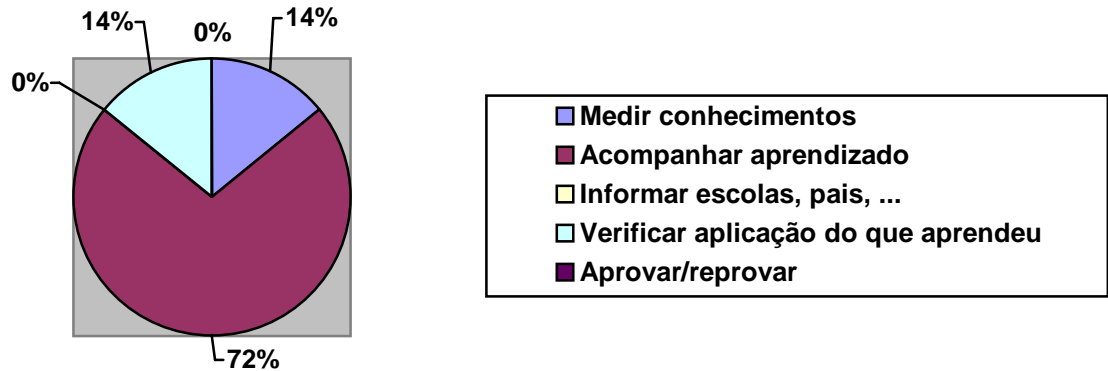 14%
0%
14%
0%
72%
Medir conhecimentos
Acompanhar aprendizado
Informar escolas, pais, ...
Verificar aplicação do que aprendeu
Aprovar/reprovar